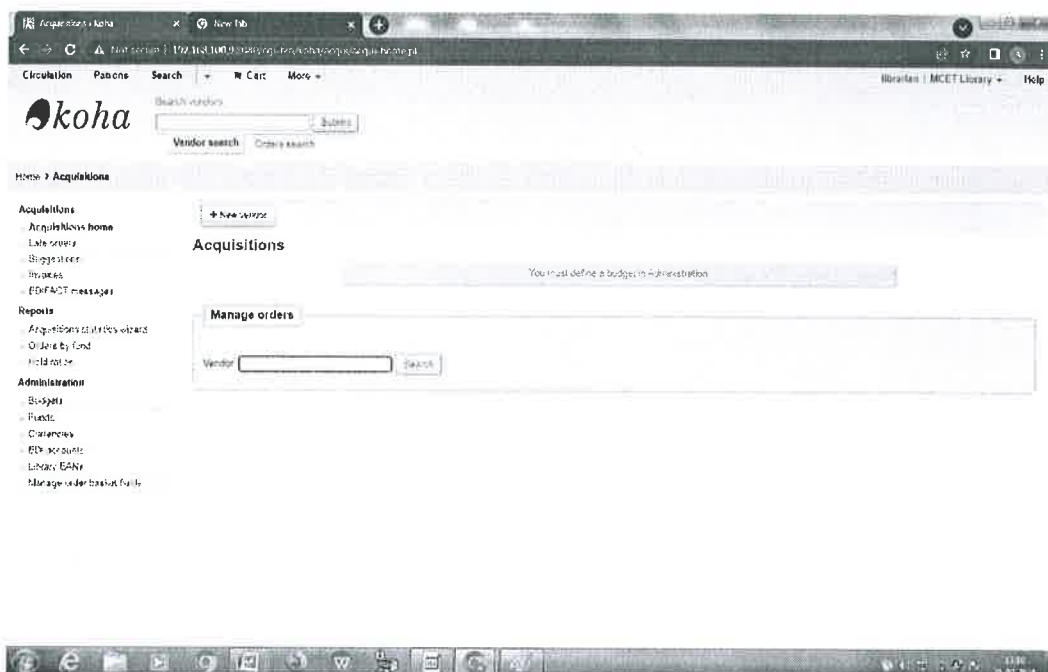 Acquisitions › Koha
New Tab
Not secure
Circulation Patrons Search Cart More
librarian | MCET Library Help
koha
Search vendors
Submit
Vendor search Orders search
Home › Acquisitions
Acquisitions
Acquisitions home
Late orders
Suggestions
Invoices
EDIFACT messages
Reports
Acquisitions statistics wizard
Orders by fund
Hold ratios
Administration
Budgets
Funds
Currencies
EDI accounts
Library EANs
Manage order basket
+ New vendor
Acquisitions
You must define a budget in Administration
Manage orders
Vendor Search